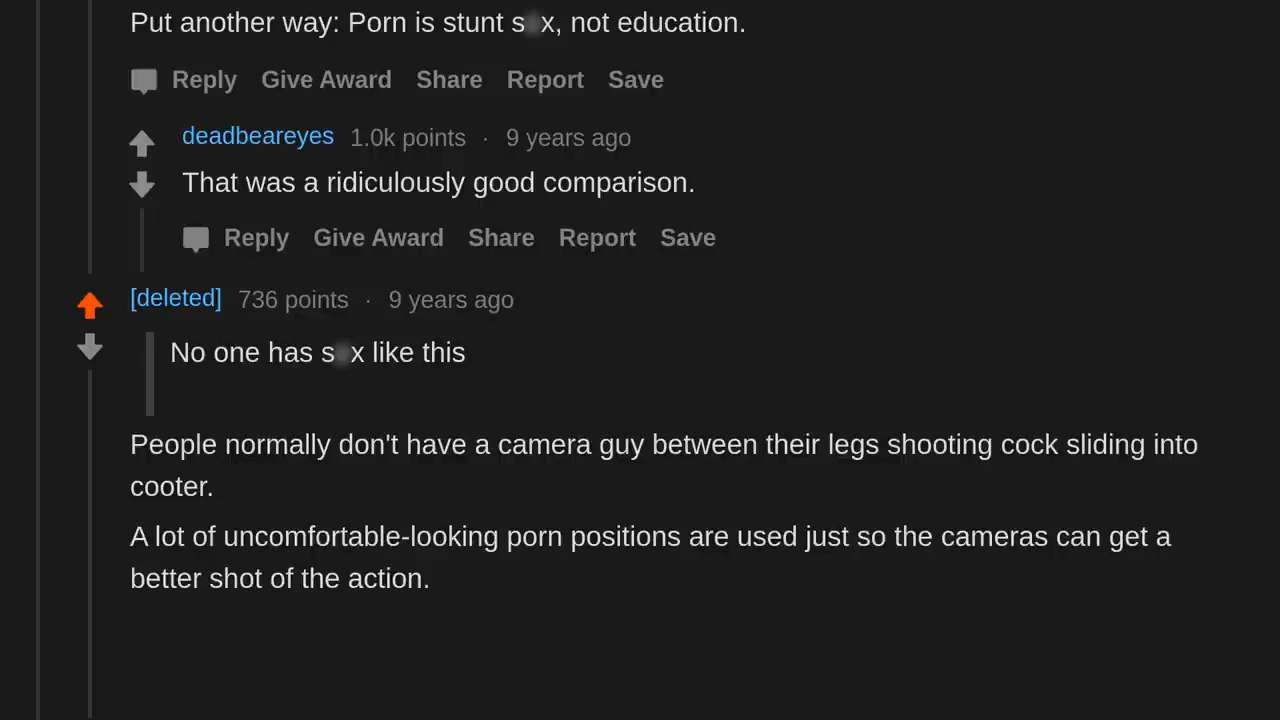 Put another way: Porn is stunt s x, not education.
Reply Give Award Share Report Save
deadbeareyes 1.0k points · 9 years ago
That was a ridiculously good comparison.
Reply Give Award Share Report Save
[deleted] 736 points · 9 years ago
No one has s x like this
People normally don't have a camera guy between their legs shooting cock sliding into
cooter.
A lot of uncomfortable-looking porn positions are used just so the cameras can get a
better shot of the action.